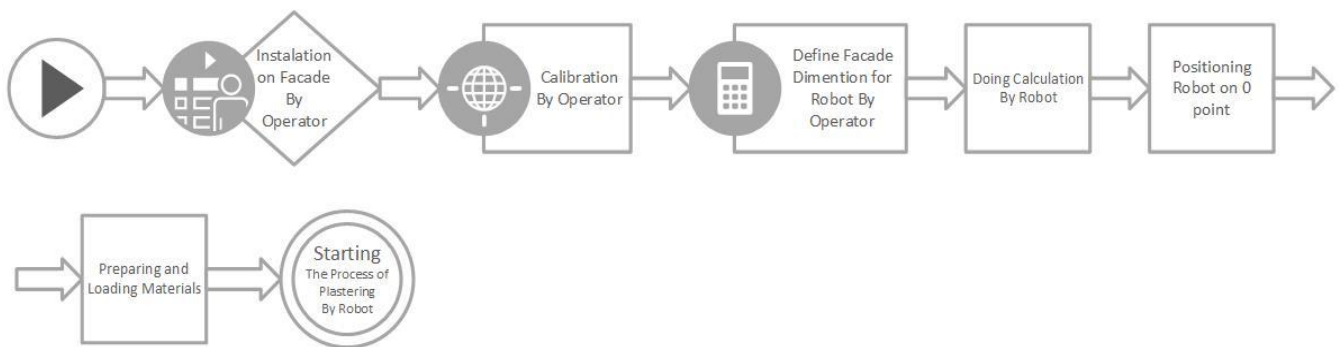 Instalation
on Facade
By
Operator
Calibration
By Operator
Define Facade
Dimention for
Robot By
Operator
Doing Calculation
By Robot
Positioning
Robot on 0
point
Preparing and
Loading Materials
Starting
The Process of
Plastering
By Robot